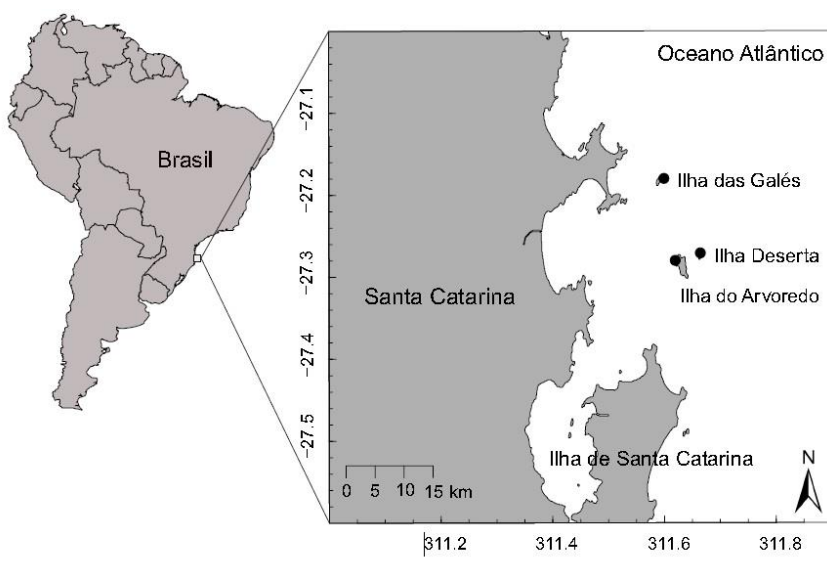 Brasil
Oceano Atlântico
Ilha das Galés
Ilha Deserta
Ilha do Arvoredo
Santa Catarina
Ilha de Santa Catarina
N
0 5 10 15 km
−27.1
−27.2
−27.3
−27.4
−27.5
311.2 311.4 311.6 311.8